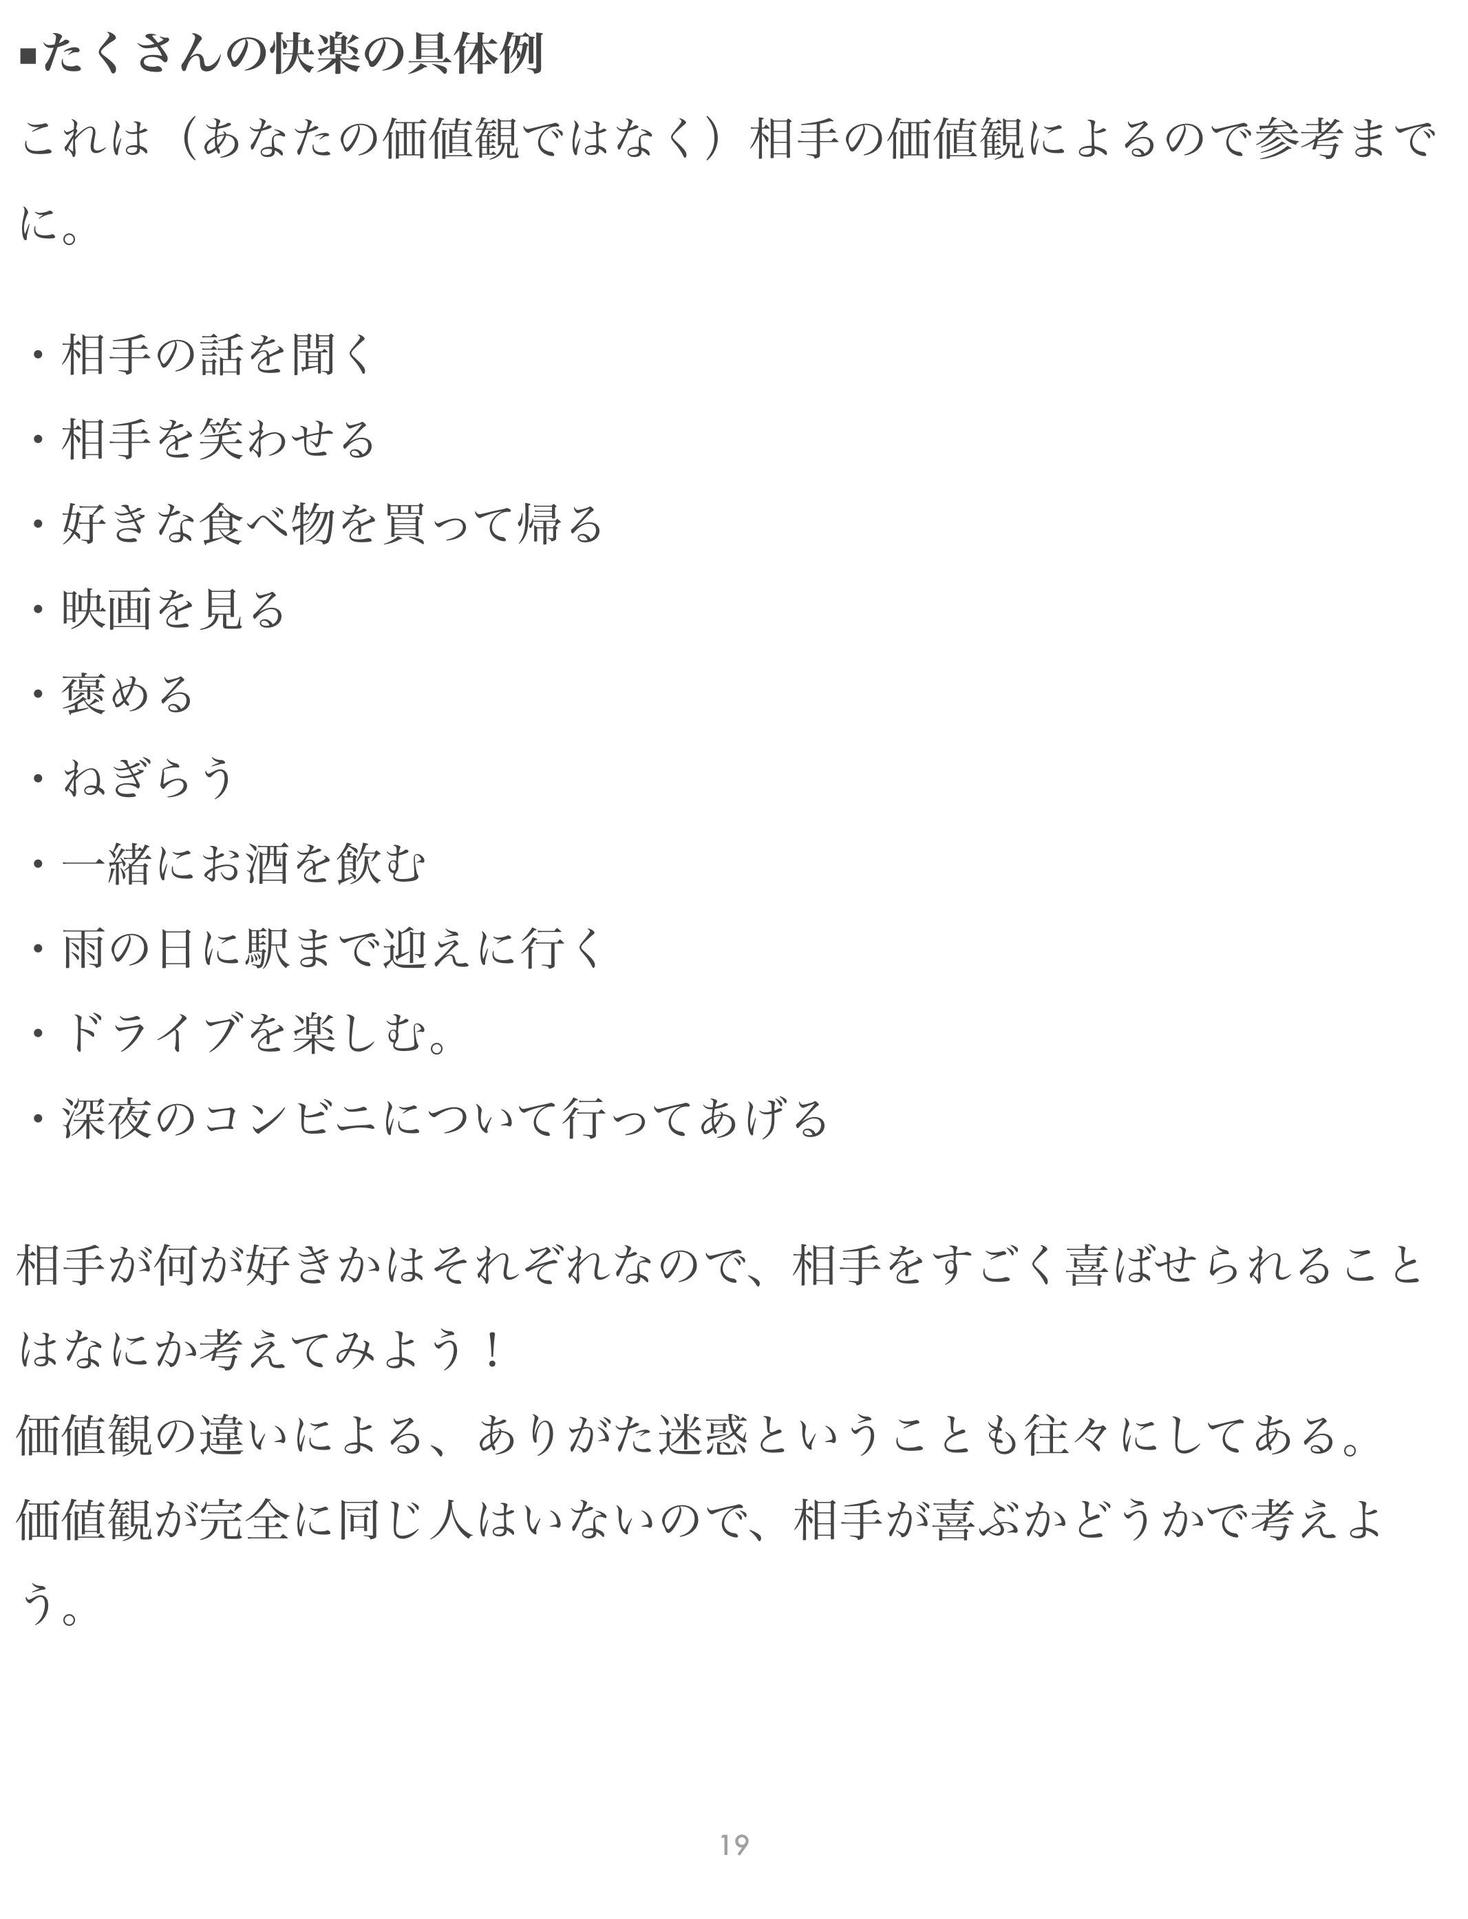 ▪たくさんの快楽の具体例
これは（あなたの価値観ではなく）相手の価値観によるので参考まで
に。
・相手の話を聞く
・相手を笑わせる
・好きな食べ物を買って帰る
・映画を見る
・褒める
・ねぎらう
・一緒にお酒を飲む
・雨の日に駅まで迎えに行く
・ドライブを楽しむ。
・深夜のコンビニについて行ってあげる
相手が何が好きかはそれぞれなので、相手をすごく喜ばせられること
はなにか考えてみよう！
価値観の違いによる、ありがた迷惑ということも往々にしてある。
価値観が完全に同じ人はいないので、相手が喜ぶかどうかで考えよ
う。
19